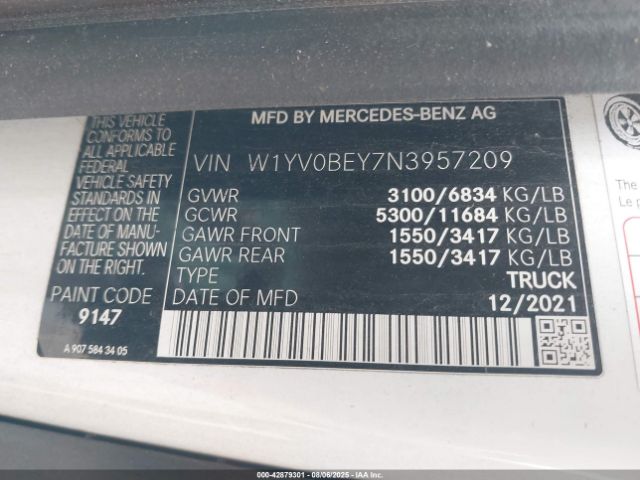 THIS VEHICLE
CONFORMS TO
ALL APPLICABLE
FEDERAL
VEHICLE SAFETY
STANDARDS IN
EFFECT ON THE
DATE OF MANU-
FACTURE SHOWN
ON THE RIGHT.
PAINT CODE
9147
A 907 584 34 05
MFD BY MERCEDES-BENZ AG
VIN W1YV0BEY7N3957209
GVWR 3100/6834 KG/LB
GCWR 5300/11684 KG/LB
GAWR FRONT 1550/3417 KG/LB
GAWR REAR 1550/3417 KG/LB
TYPE TRUCK
DATE OF MFD 12/2021
The
Le p
000-42879301 - 08/06/2025 - IAAI.com